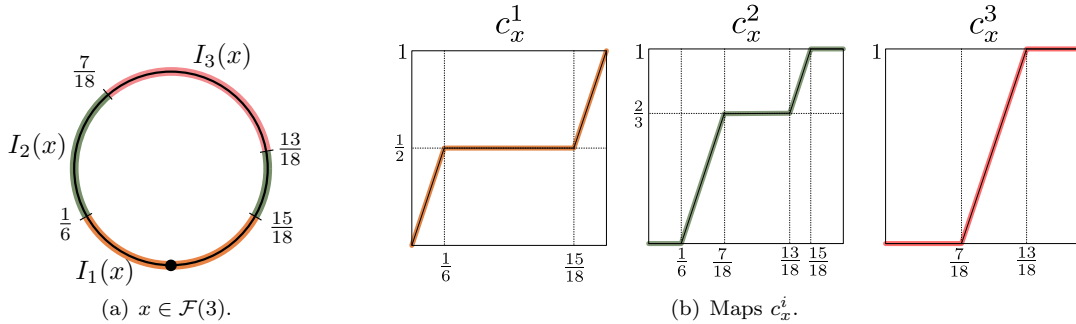 c_x^1
c_x^2
c_x^3
I_3(x)
7/18
I_2(x)
13/18
1/6
15/18
I_1(x)
1
1/2
1/6
15/18
1
2/3
1/6
7/18
13/18
15/18
1
7/18
13/18
(a) x ∈ ℱ(3).
(b) Maps c_x^i.